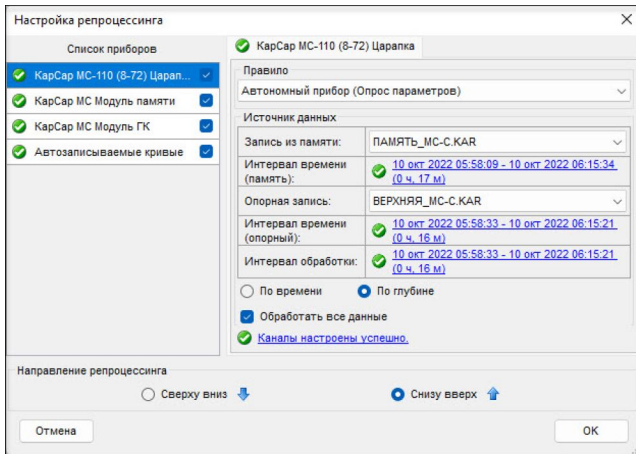 Настройка репроцессинга
Список приборов
КарСар МС-110 (8-72) Царап...
КарСар МС Модуль памяти
КарСар МС Модуль ГК
Автозаписываемые кривые
КарСар МС-110 (8-72) Царапка
Правило
Автономный прибор (Опрос параметров)
Источник данных
Запись из памяти:
ПАМЯТЬ_МС-С.KAR
Интервал времени
(память):
10 окт 2022 05:58:09 - 10 окт 2022 06:15:34
(0 ч, 17 м)
Опорная запись:
ВЕРХНЯЯ_МС-С.KAR
Интервал времени
(опорный):
10 окт 2022 05:58:33 - 10 окт 2022 06:15:21
(0 ч, 16 м)
Интервал обработки:
10 окт 2022 05:58:33 - 10 окт 2022 06:15:21
(0 ч, 16 м)
По времени
По глубине
Обработать все данные
Каналы настроены успешно.
Направление репроцессинга
Сверху вниз
Снизу вверх
Отмена
ОК